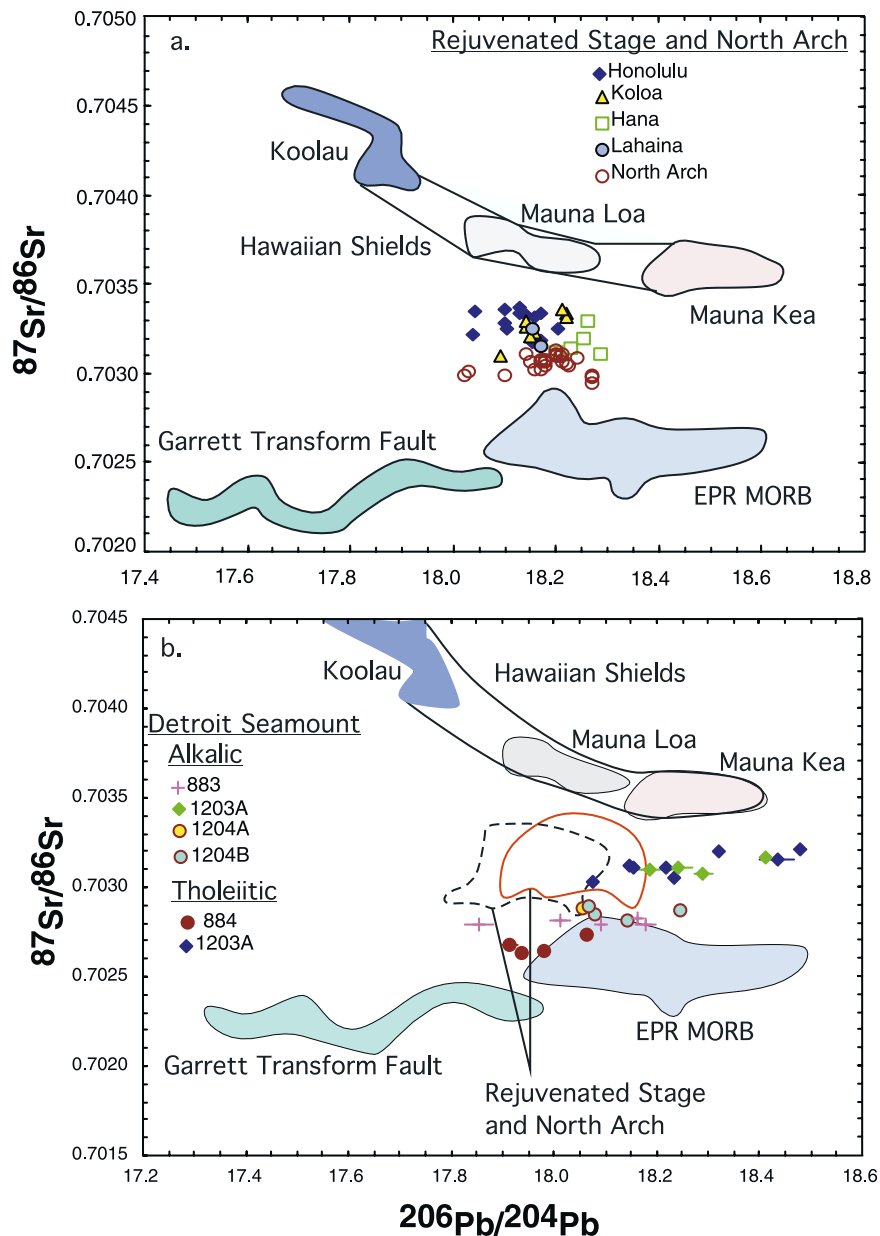 a.
Rejuvenated Stage and North Arch
Honolulu
Koloa
Hana
Lahaina
North Arch
Koolau
Mauna Loa
Hawaiian Shields
Mauna Kea
Garrett Transform Fault
EPR MORB
87Sr/86Sr
0.7050
0.7045
0.7040
0.7035
0.7030
0.7025
0.7020
17.4
17.6
17.8
18.0
18.2
18.4
18.6
18.8
b.
Koolau
Hawaiian Shields
Mauna Loa
Mauna Kea
Detroit Seamount
Alkalic
883
1203A
1204A
1204B
Tholeiitic
884
1203A
EPR MORB
Garrett Transform Fault
Rejuvenated Stage
and North Arch
87Sr/86Sr
0.7045
0.7040
0.7035
0.7030
0.7025
0.7020
0.7015
17.2
17.4
17.6
17.8
18.0
18.2
18.4
18.6
206Pb/204Pb